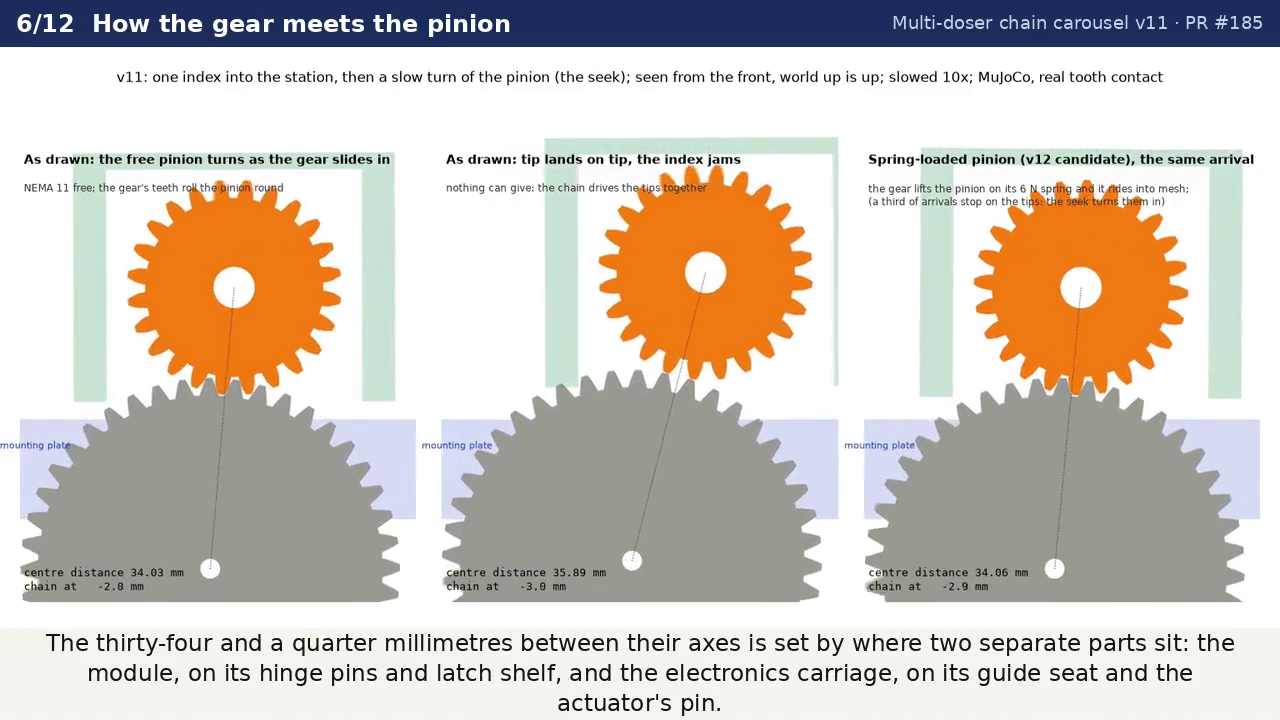 6/12 How the gear meets the pinion
Multi-doser chain carousel v11 · PR #185
v11: one index into the station, then a slow turn of the pinion (the seek); seen from the front, world up is up; slowed 10x; MuJoCo, real tooth contact
As drawn: the free pinion turns as the gear slides in
NEMA 11 free; the gear's teeth roll the pinion round
mounting plate
centre distance 34.03 mm
chain at   -2.8 mm
As drawn: tip lands on tip, the index jams
nothing can give: the chain drives the tips together
mounting plate
centre distance 35.89 mm
chain at   -3.0 mm
Spring-loaded pinion (v12 candidate), the same arrival
the gear lifts the pinion on its 6 N spring and it rides into mesh;
(a third of arrivals stop on the tips: the seek turns them in)
mounting plate
centre distance 34.06 mm
chain at   -2.9 mm
The thirty-four and a quarter millimetres between their axes is set by where two separate parts sit: the
module, on its hinge pins and latch shelf, and the electronics carriage, on its guide seat and the
actuator's pin.